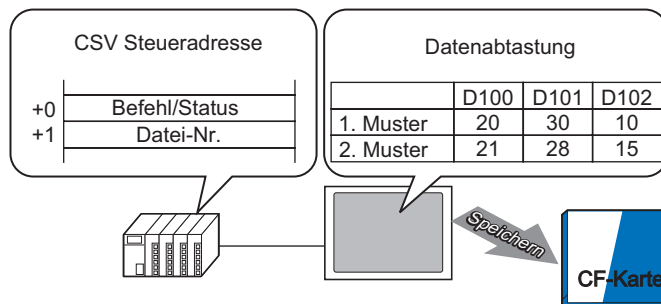 CSV Steueradresse
+0 Befehl/Status
+1 Datei-Nr.
Datenabtastung
D100 D101 D102
1. Muster 20 30 10
2. Muster 21 28 15
Speichern
CF-Karte